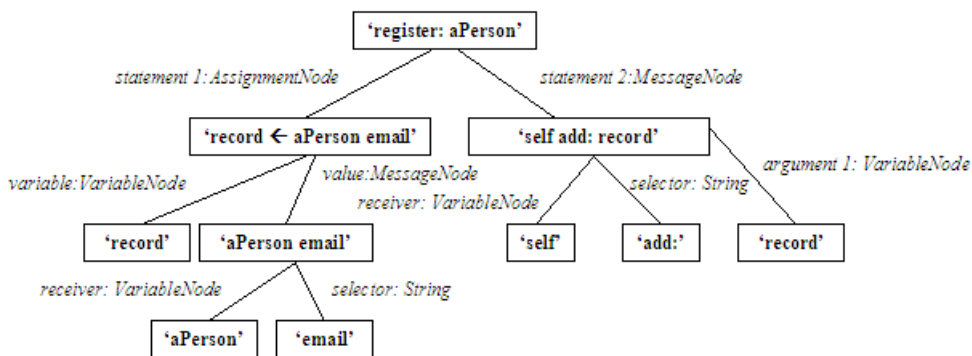 ‘register: aPerson’
statement 1:AssignmentNode
statement 2:MessageNode
‘record ← aPerson email’
‘self add: record’
variable:VariableNode
value:MessageNode
receiver: VariableNode
selector: String
argument 1: VariableNode
‘record’
‘aPerson email’
‘self’
‘add:’
‘record’
receiver: VariableNode
selector: String
‘aPerson’
‘email’